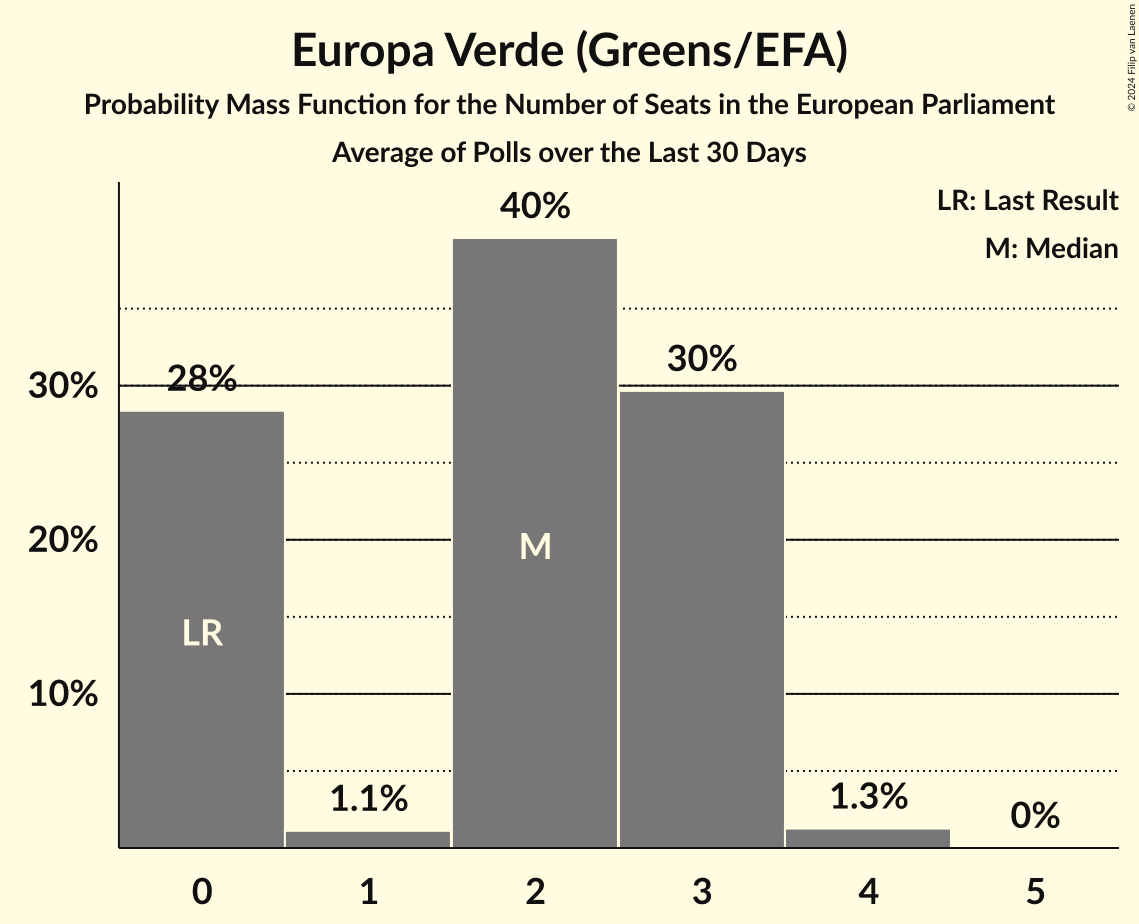 Europa Verde (Greens/EFA)
Probability Mass Function for the Number of Seats in the European Parliament
Average of Polls over the Last 30 Days
© 2024 Filip van Laenen
LR: Last Result
M: Median
40%
30%
28%
30%
20%
M
LR
10%
1.1%
1.3%
0%
0 1 2 3 4 5